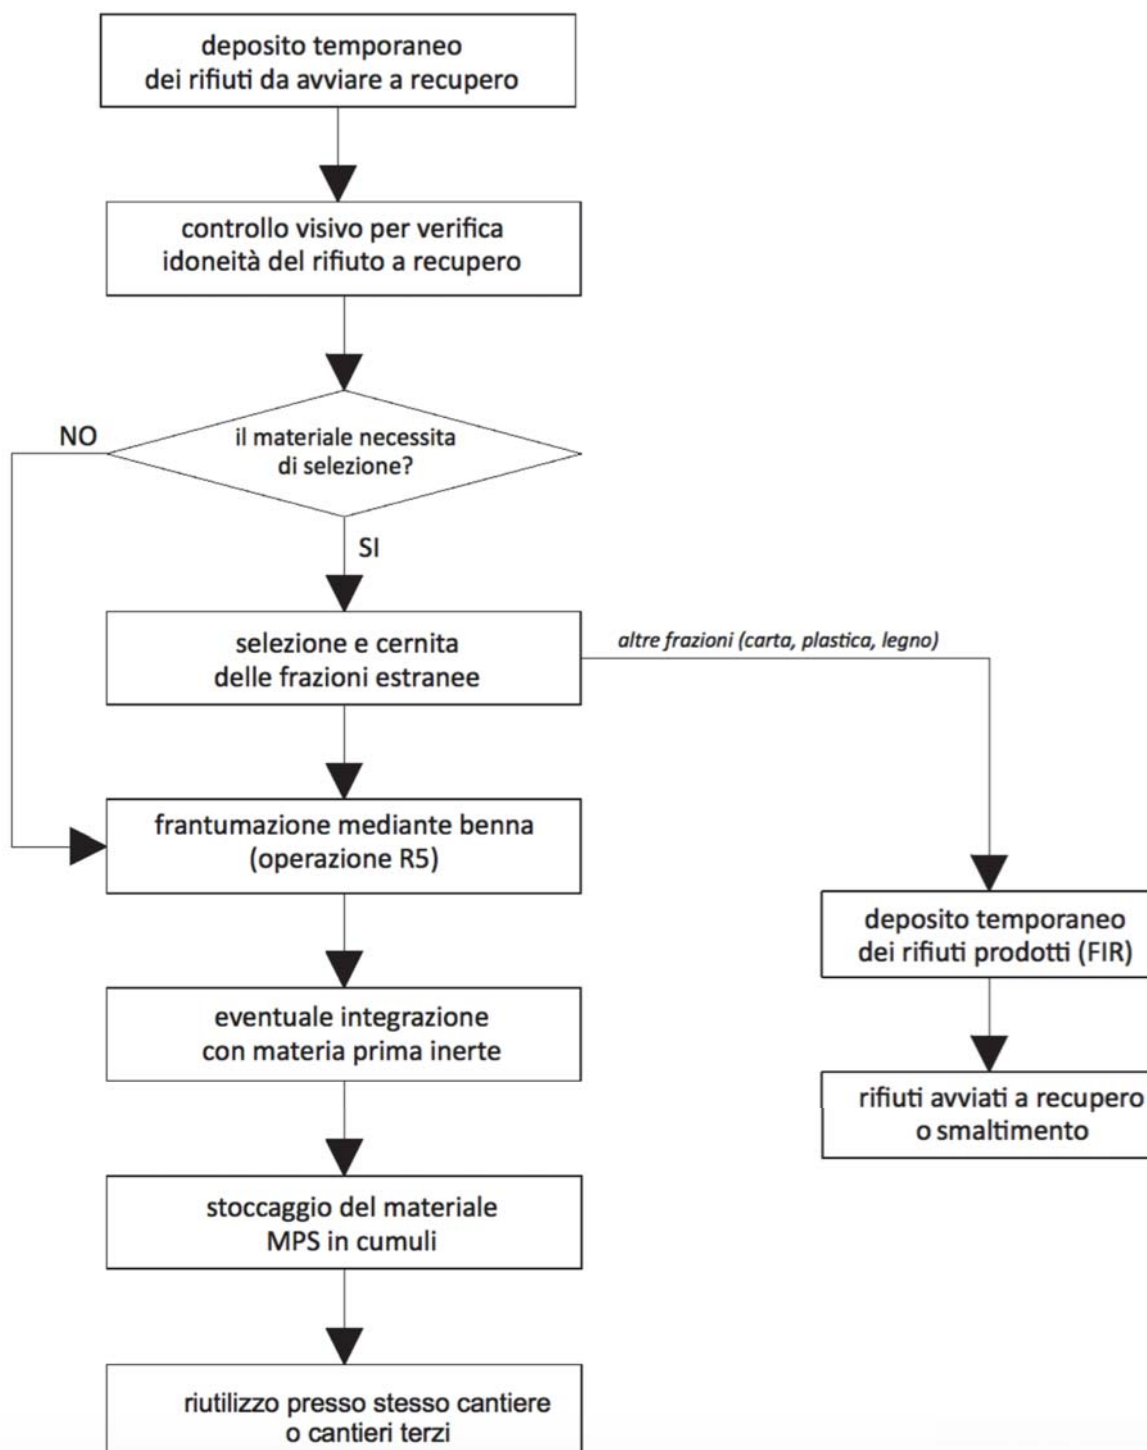 deposito temporaneo
dei rifiuti da avviare a recupero
controllo visivo per verifica
idoneità del rifiuto a recupero
NO
il materiale necessita
di selezione?
SI
selezione e cernita
delle frazioni estranee
altre frazioni (carta, plastica, legno)
frantumazione mediante benna
(operazione R5)
deposito temporaneo
dei rifiuti prodotti (FIR)
eventuale integrazione
con materia prima inerte
rifiuti avviati a recupero
o smaltimento
stoccaggio del materiale
MPS in cumuli
riutilizzo presso stesso cantiere
o cantieri terzi